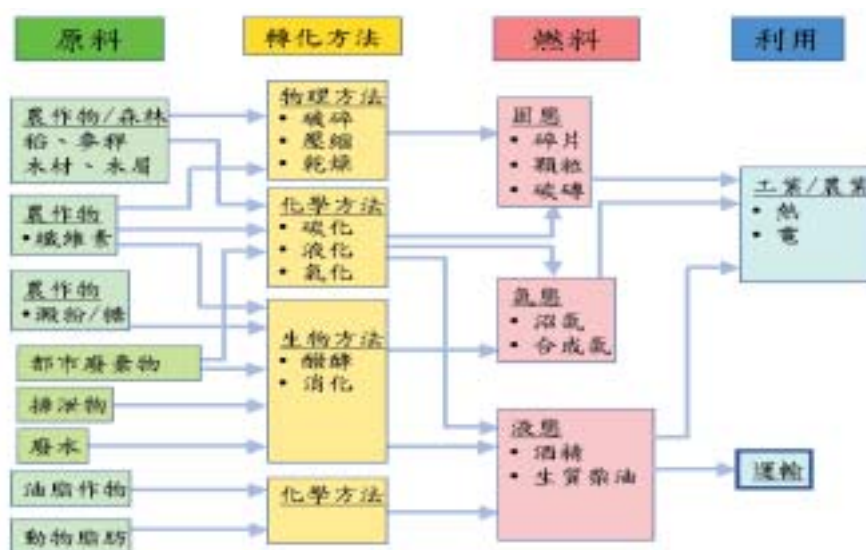 原料
轉化方法
燃料
利用
農作物/森林
稻、麥稈
木材、木屑
農作物
•纖維素
農作物
•澱粉/糖
都市廢棄物
排泄物
廢水
油脂作物
動物脂肪
物理方法
• 破碎
• 壓縮
• 乾燥
化學方法
• 碳化
• 液化
• 氣化
生物方法
• 醱酵
• 消化
化學方法
固態
• 碎片
• 顆粒
氣態
• 沼氣
• 合成氣
液態
• 酒精
• 生質柴油
工業/農業
• 熱
• 電
運輸